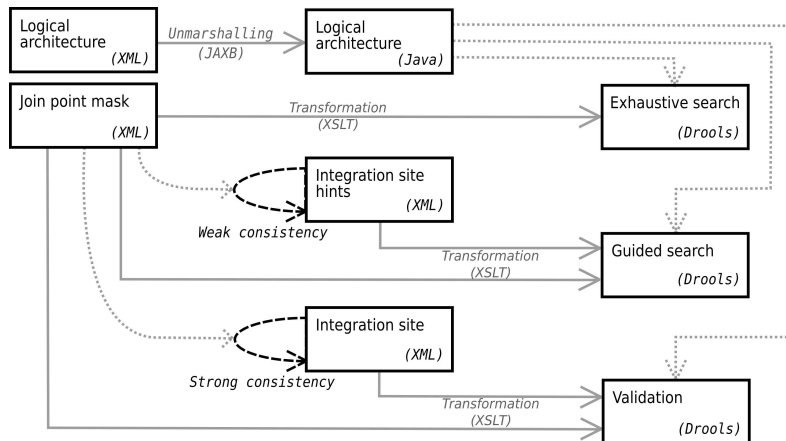 Logical
architecture
(XML)
Unmarshalling
(JAXB)
Logical
architecture
(Java)
Join point mask
(XML)
Transformation
(XSLT)
Exhaustive search
(Drools)
Integration site
hints
(XML)
Weak consistency
Transformation
(XSLT)
Guided search
(Drools)
Integration site
(XML)
Strong consistency
Transformation
(XSLT)
Validation
(Drools)